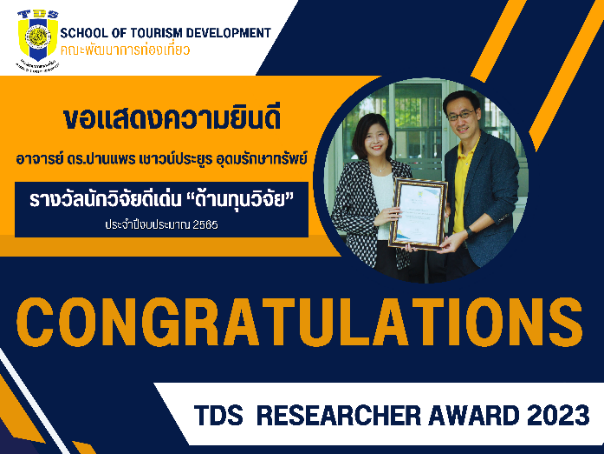 TDS
SCHOOL OF TOURISM DEVELOPMENT
คณะพัฒนาการท่องเที่ยว
ขอแสดงความยินดี
อาจารย์ ดร.ปานแพร เชาวน์ประยูร อุดมรักษาทรัพย์
รางวัลนักวิจัยดีเด่น “ด้านทุนวิจัย”
ประจำปีงบประมาณ 2565
CONGRATULATIONS
TDS RESEARCHER AWARD 2023